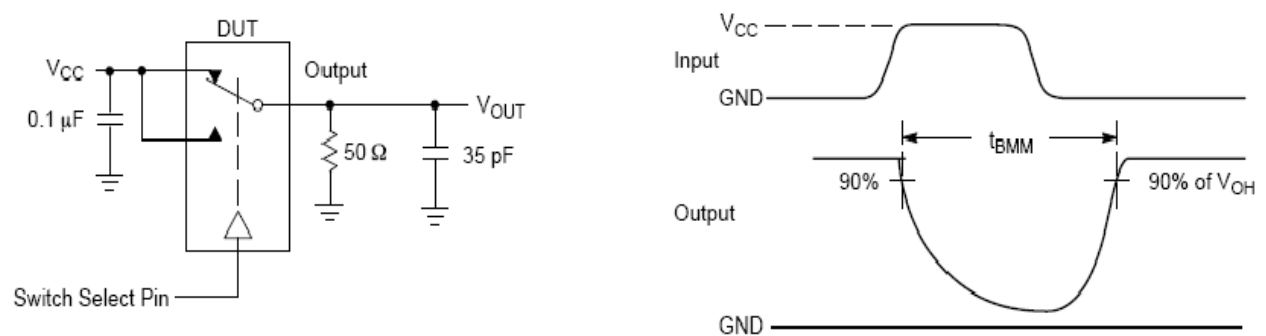 DUT
VCC
Output
VOUT
0.1 μF
50 Ω
35 pF
Switch Select Pin
VCC
Input
GND
tBMM
90%
90% of VOH
Output
GND